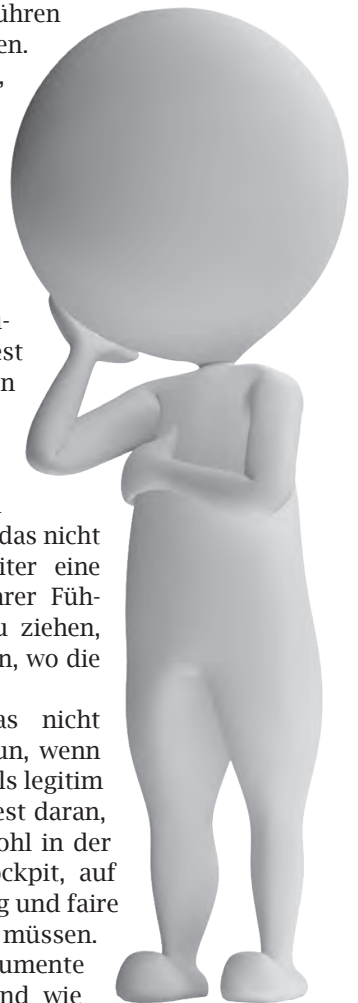 ühren
en.
,
-
est
n
das nicht
iter eine
hrer Füh-
u ziehen,
n, wo die
as nicht
un, wenn
ls legitim
est daran,
ohl in der
ckpit, auf
g und faire
müssen.
umente
nd wie